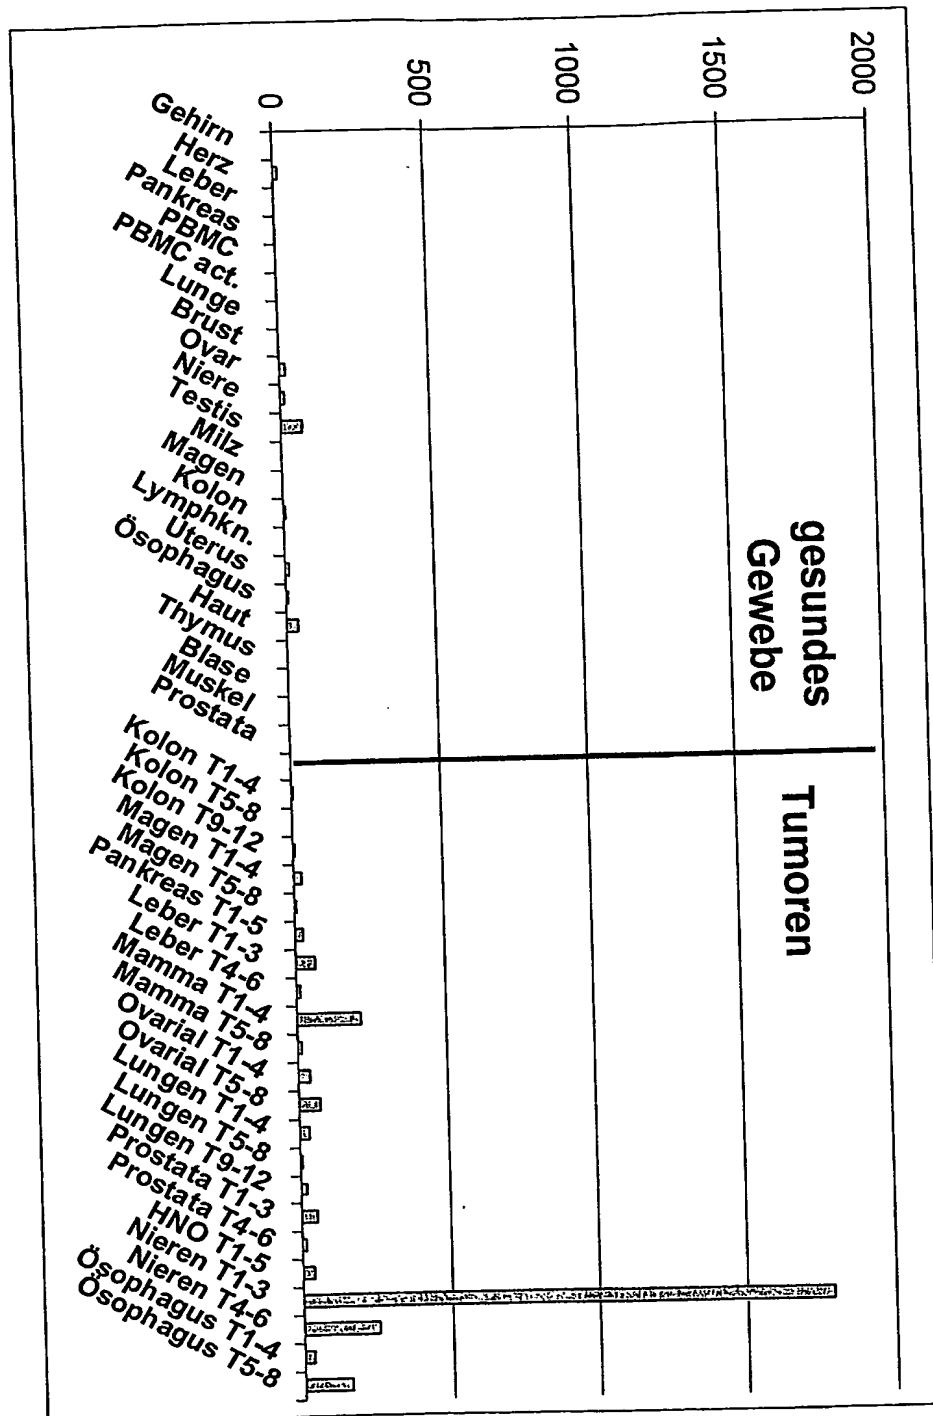 2000
1500
1000
500
0
gesundes
Gewebe
Tumoren
Gehirn
Herz
Leber
Pankreas
PBMC
PBMC act.
Lunge
Brust
Ovar
Niere
Testis
Milz
Magen
Kolon
Lymphkn.
Uterus
Ösophagus
Haut
Thymus
Blase
Muskel
Prostata
Kolon T1-4
Kolon T5-8
Kolon T9-12
Magen T1-4
Magen T5-8
Pankreas T1-5
Leber T1-3
Leber T4-6
Mamma T1-4
Mamma T5-8
Ovarial T1-4
Ovarial T5-8
Lungen T1-4
Lungen T5-8
Lungen T9-12
Prostata T1-3
Prostata T4-6
HNO T1-5
Nieren T1-3
Nieren T4-6
Ösophagus T1-4
Ösophagus T5-8